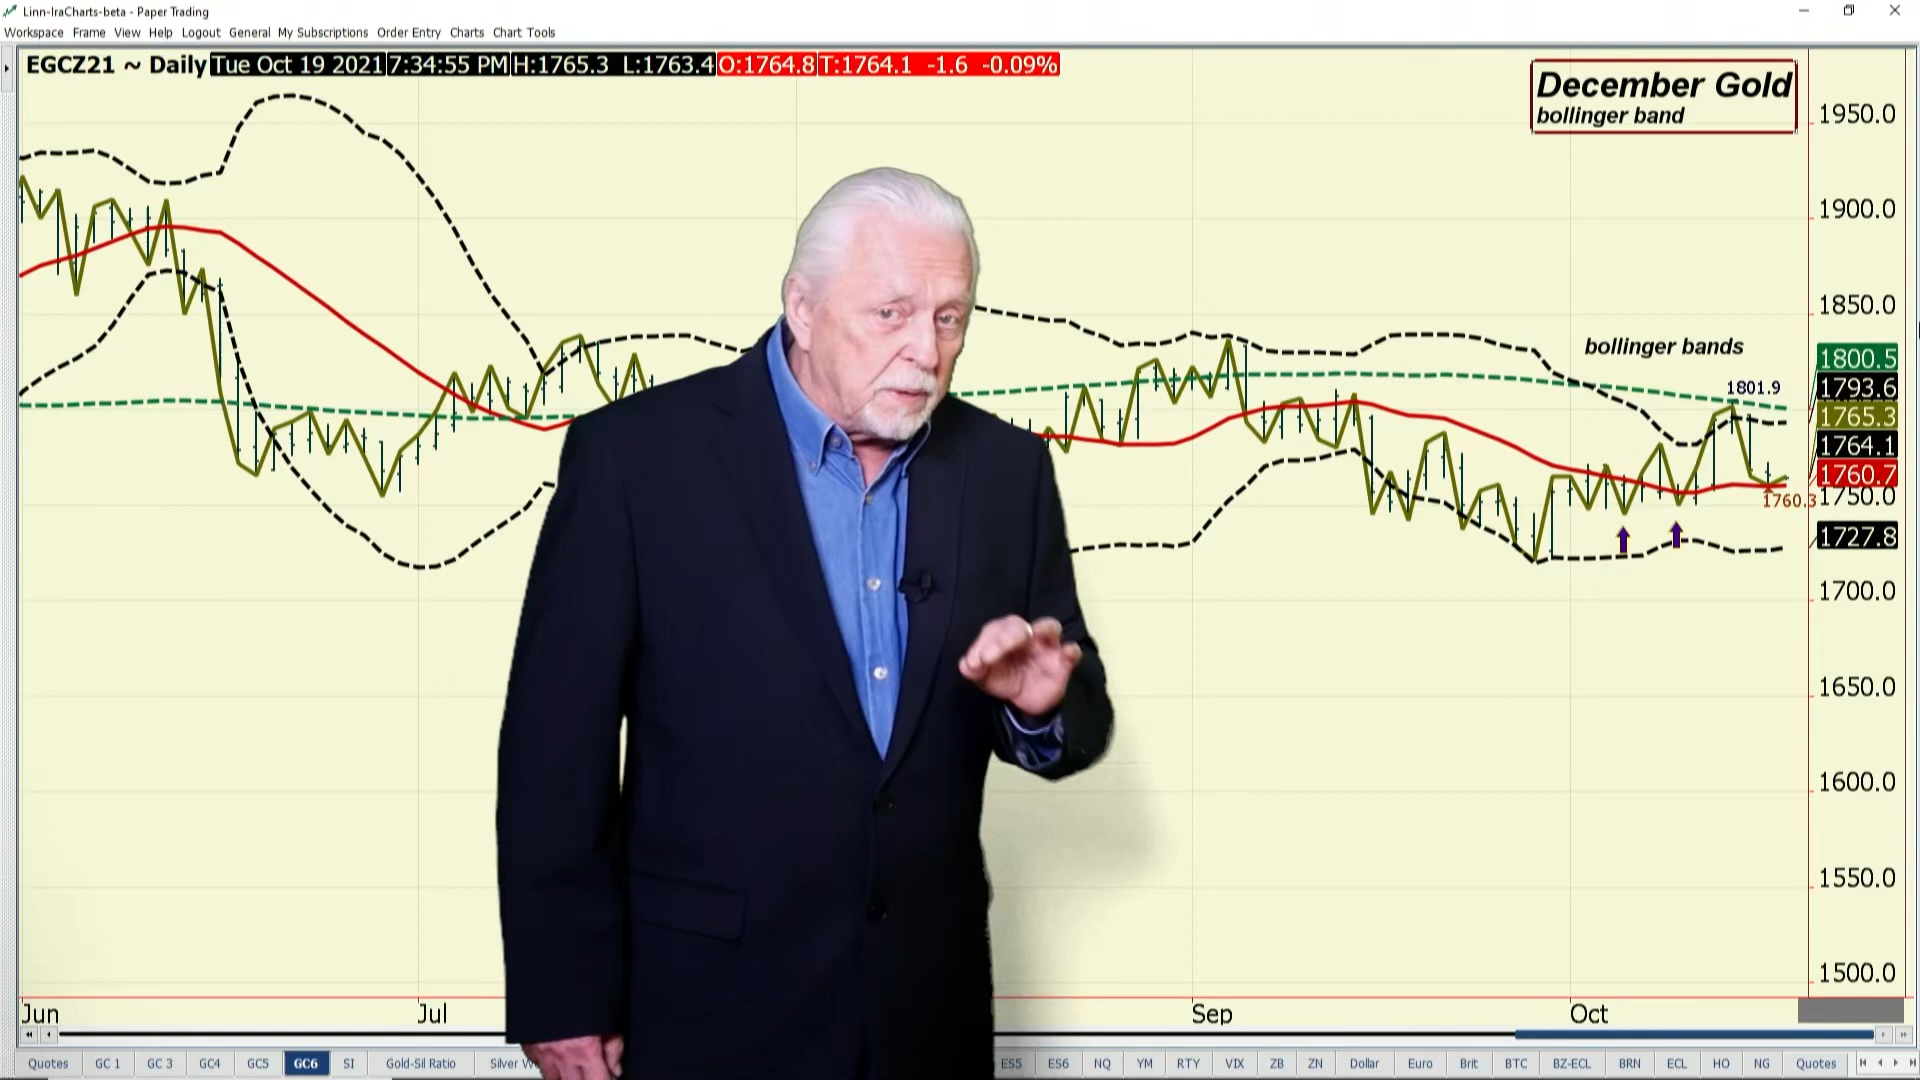 Linn-IraCharts-beta - Paper Trading
Workspace Frame View Help Logout General My Subscriptions Order Entry Charts Chart Tools
EGCZ21 ~ Daily Tue Oct 19 2021 7:34:55 PM H:1765.3 L:1763.4 O:1764.8 T:1764.1 -1.6 -0.09%
December Gold
bollinger band
1950.0
1900.0
1850.0
bollinger bands
1800.5
1801.9
1793.6
1765.3
1764.1
1760.7
1750.0
1760.3
1727.8
1700.0
1650.0
1600.0
1550.0
1500.0
Jun Jul Sep Oct
Quotes GC 1 GC 3 GC4 GC5 GC6 SI Gold-Sil Ratio Silver ES5 ES6 NQ YM RTY VIX ZB ZN Dollar Euro Brit BTC BZ-ECL BRN ECL HO NG Quotes